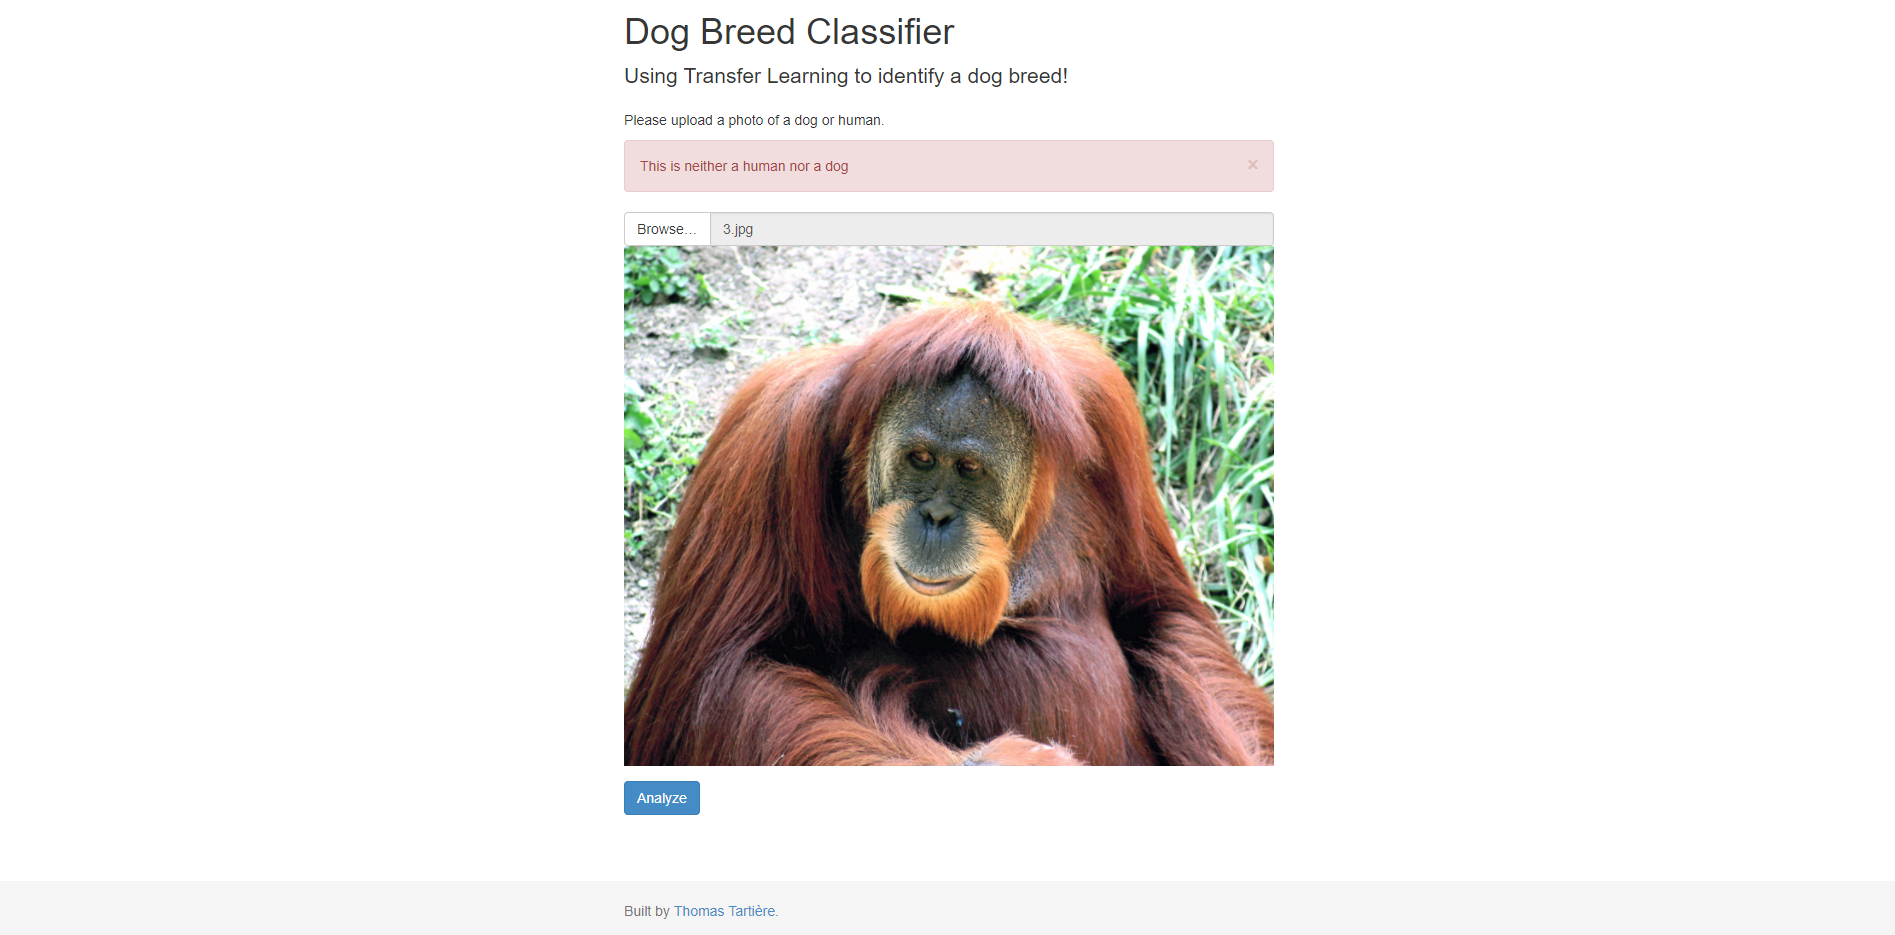 Dog Breed Classifier
Using Transfer Learning to identify a dog breed!
Please upload a photo of a dog or human.
This is neither a human nor a dog ×
Browse… 3.jpg
Analyze
Built by Thomas Tartière.